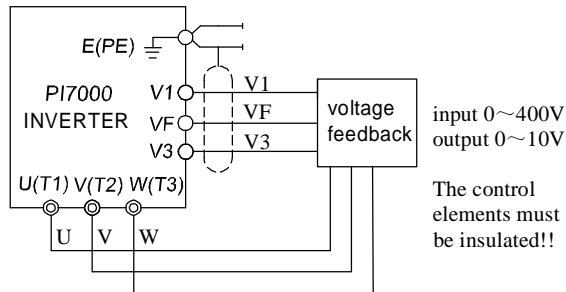 E(PE)
PI7000
INVERTER
V1
VF
V3
V1
VF
V3
voltage
feedback
input 0～400V
output 0～10V
The control
elements must
be insulated!!
U(T1) V(T2) W(T3)
U V W